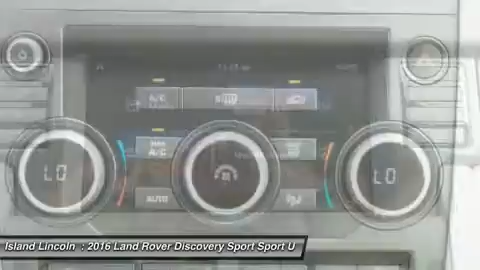 A/C
MAX A/C
LO
LO
AUTO
Island Lincoln : 2016 Land Rover Discovery Sport Sport U